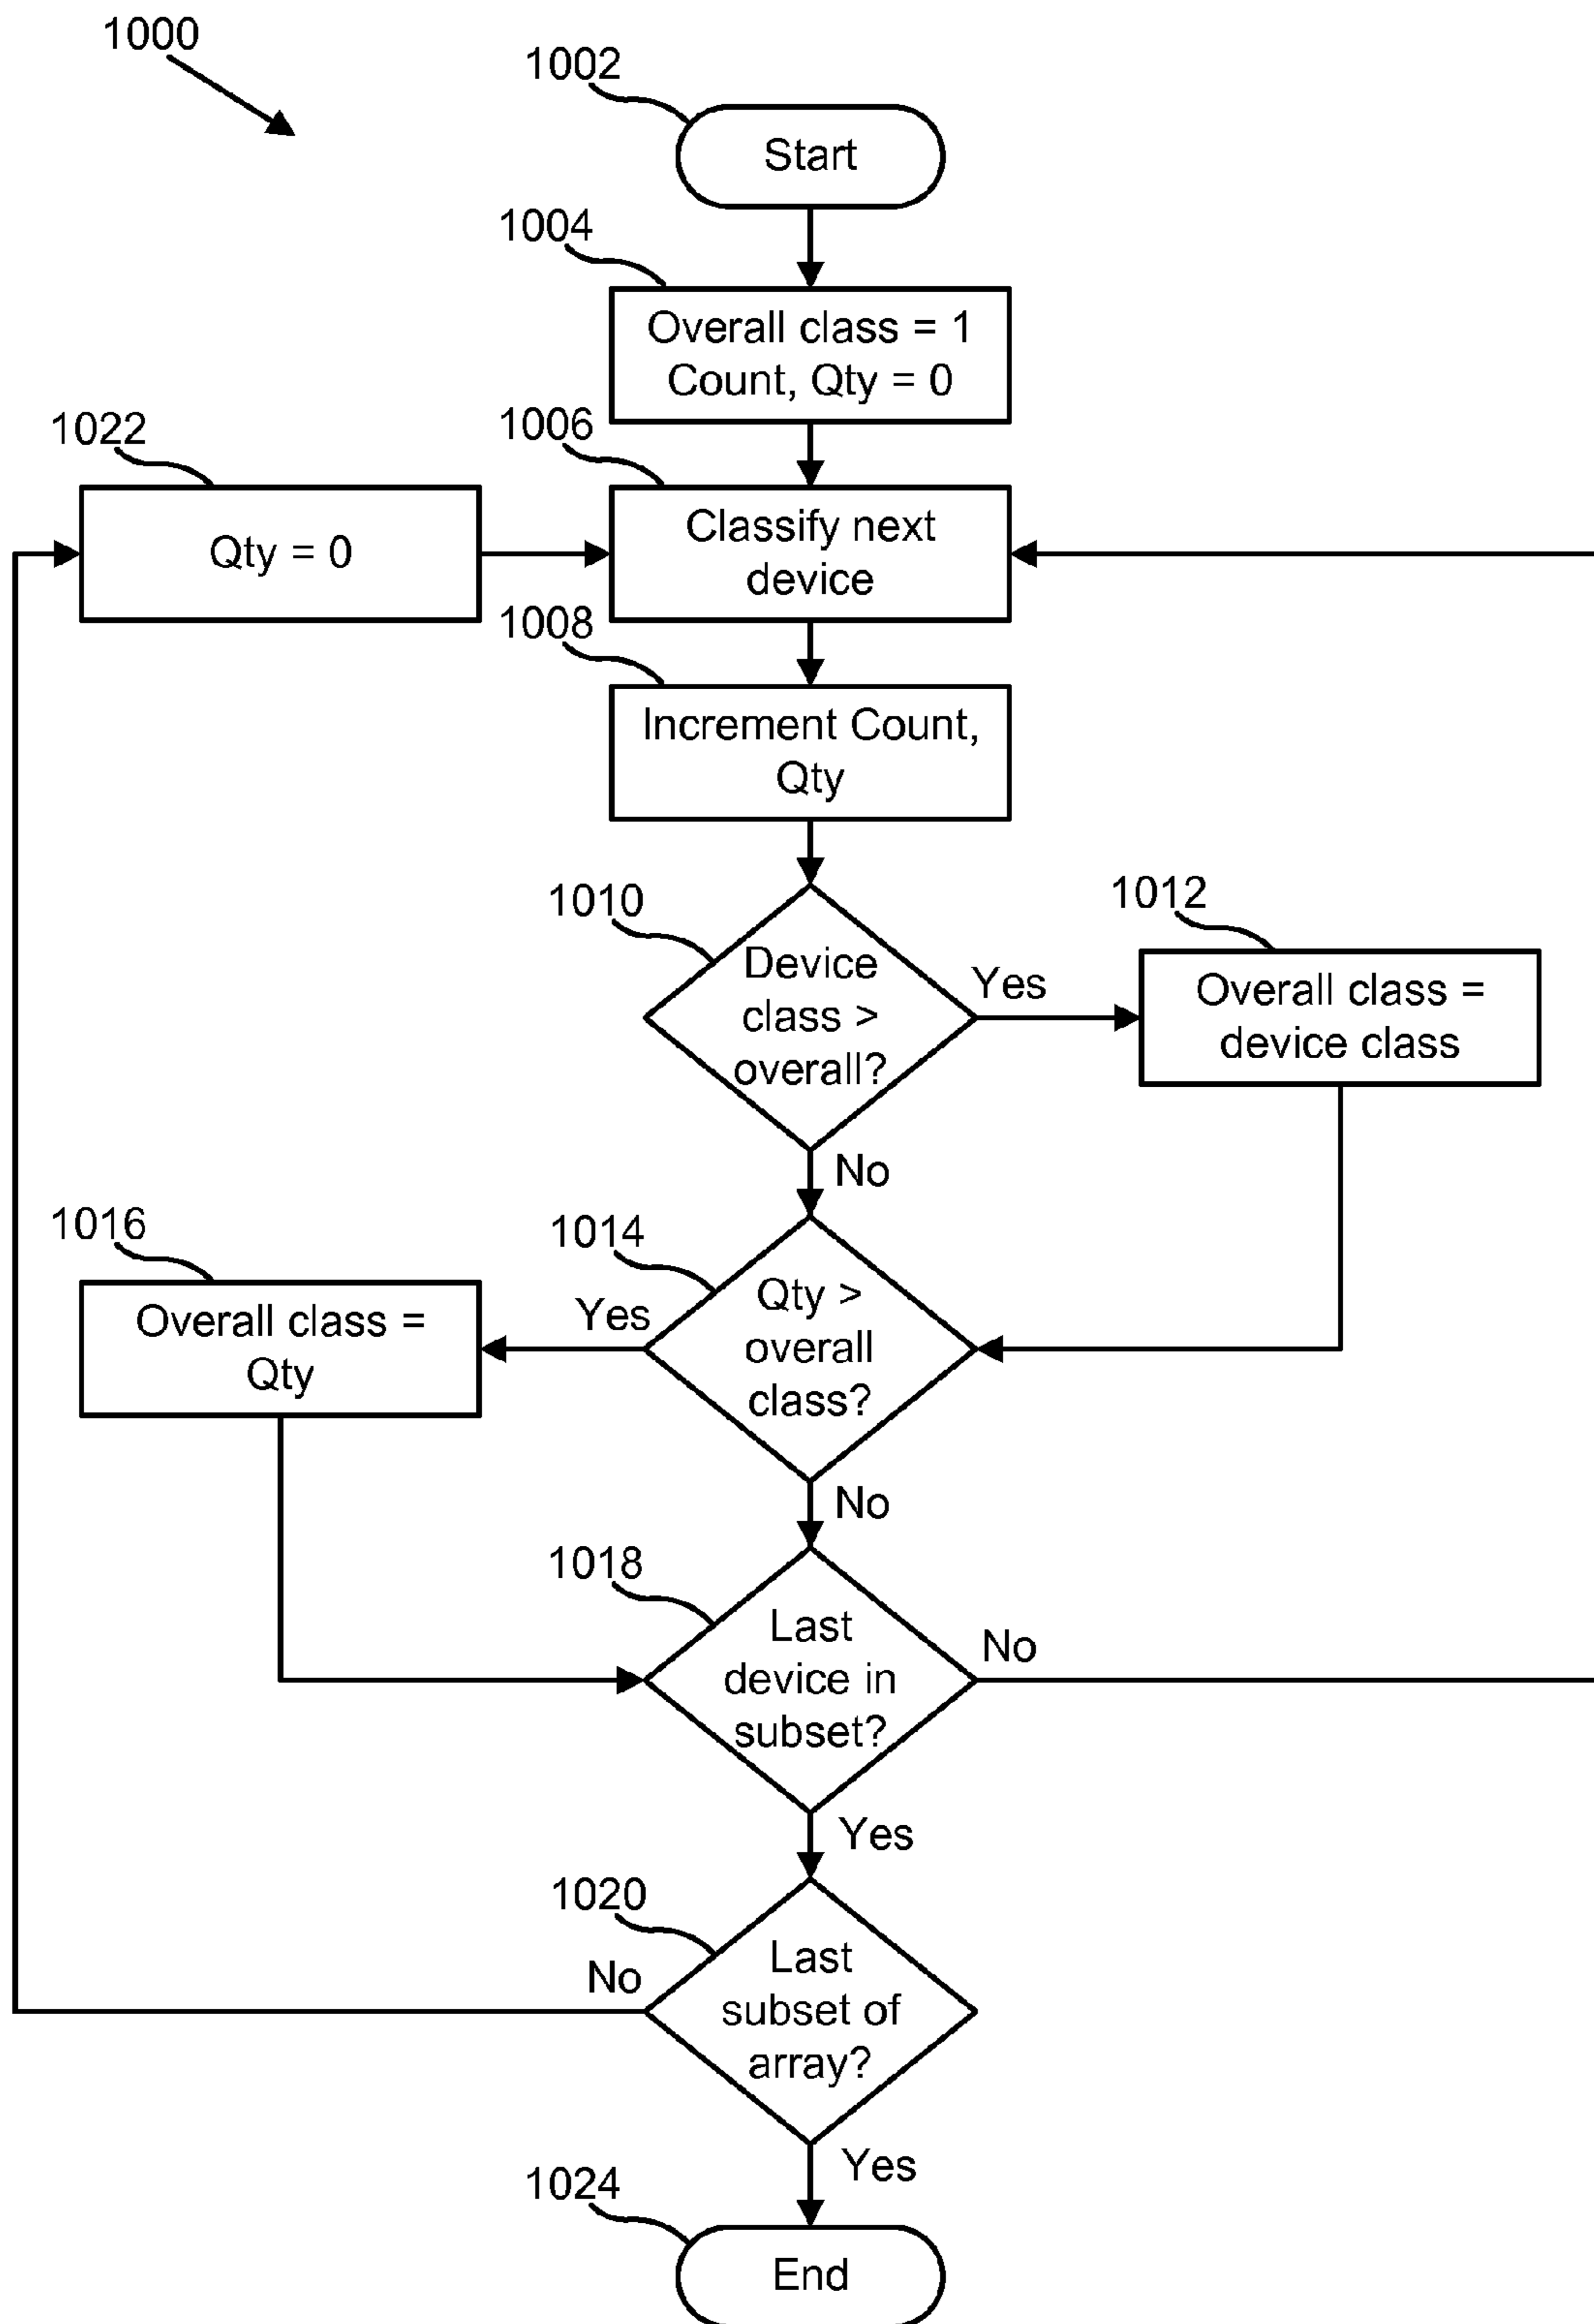 1000
1002
Start
1004
Overall class = 1
Count, Qty = 0
1022
1006
Qty = 0
Classify next
device
1008
Increment Count,
Qty
1010
Device
class >
overall?
Yes
1012
Overall class =
device class
No
1016
1014
Overall class =
Qty
Yes
Qty >
overall
class?
No
1018
Last
device in
subset?
No
Yes
1020
No
Last
subset of
array?
Yes
1024
End